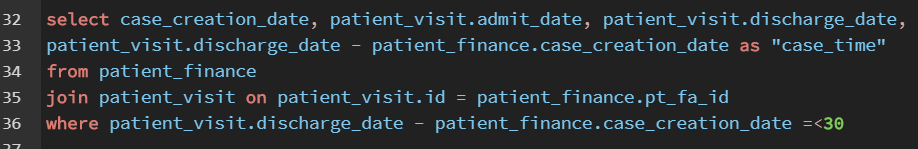 32 select case_creation_date, patient_visit.admit_date, patient_visit.discharge_date,
33 patient_visit.discharge_date - patient_finance.case_creation_date as "case_time"
34 from patient_finance
35 join patient_visit on patient_visit.id = patient_finance.pt_fa_id
36 where patient_visit.discharge_date - patient_finance.case_creation_date =<30